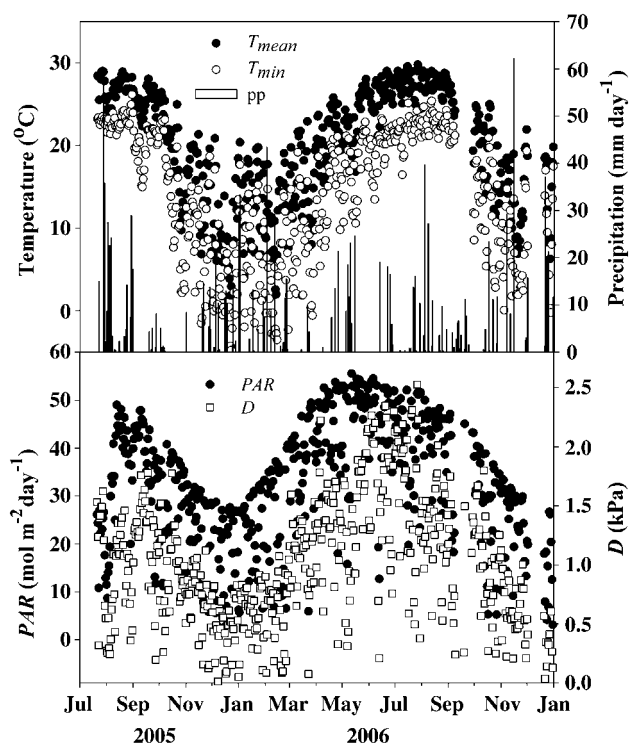 70
T_mean
30
T_min
60
pp
50
20
40
Temperature (°C)
Precipitation (mm day⁻¹)
10
30
20
0
10
60
0
PAR
D
50
2.5
40
2.0
30
1.5
20
PAR (mol m⁻² day⁻¹)
D (kPa)
1.0
10
0.5
0
0.0
Jul Sep Nov Jan Mar May Jul Sep Nov Jan
2005 2006